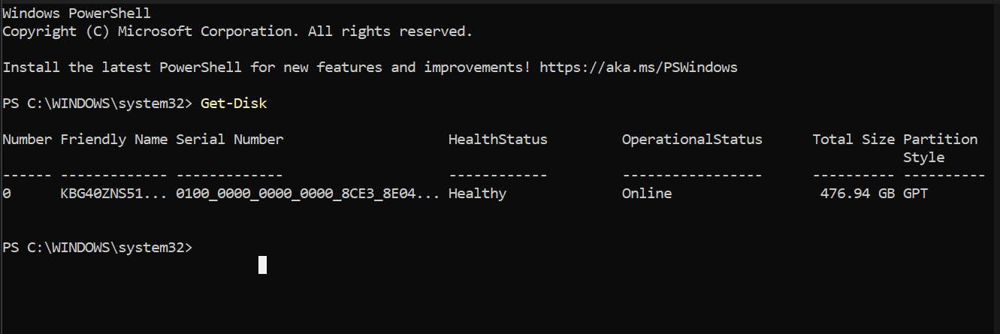 Windows PowerShell
Copyright (C) Microsoft Corporation. All rights reserved.
Install the latest PowerShell for new features and improvements! https://aka.ms/PSWindows
PS C:\WINDOWS\system32> Get-Disk
Number Friendly Name Serial Number                    HealthStatus         OperationalStatus      Total Size Partition
                                                                                                             Style
------ ------------- -------------                    ------------         -----------------      ---------- ----------
0      KBG40ZNS51... 0100_0000_0000_0000_8CE3_8E04... Healthy              Online                  476.94 GB GPT
PS C:\WINDOWS\system32>